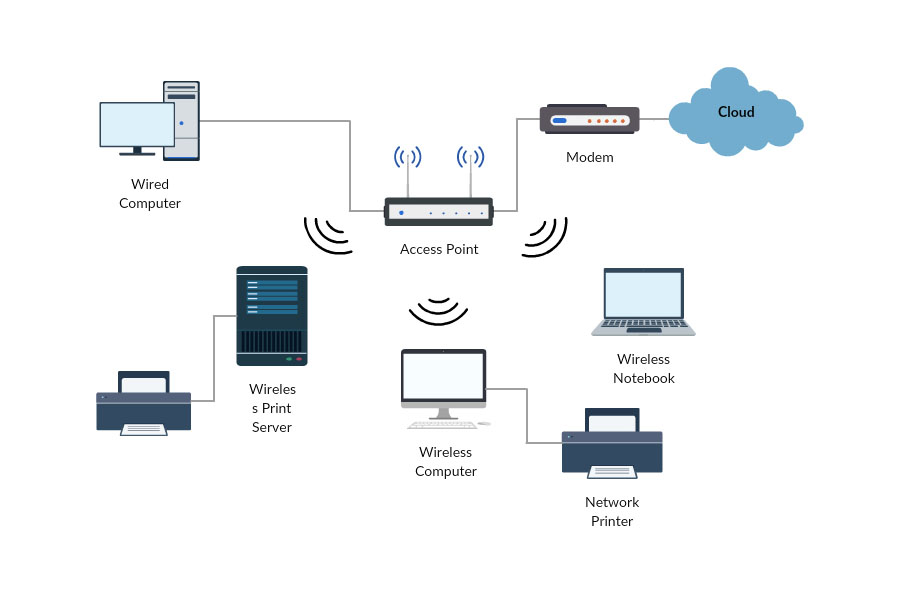 Cloud
Modem
Wired
Computer
Access Point
Wireless
Notebook
Wireles
s Print
Server
Wireless
Computer
Network
Printer